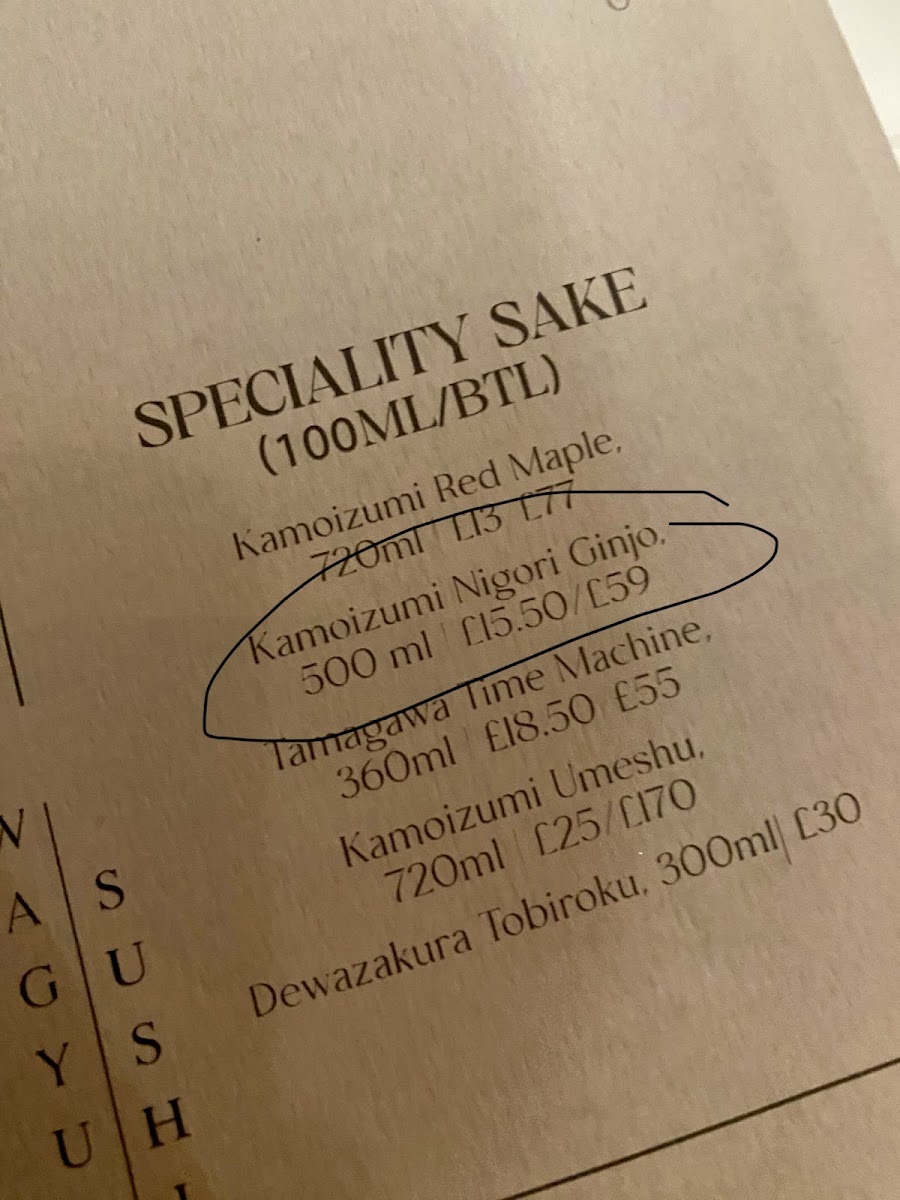 SPECIALITY SAKE
(100ML/BTL)
Kamoizumi Red Maple,
720ml | £13 £77
Kamoizumi Nigori Ginjo,
500 ml | £15.50/£59
Tamagawa Time Machine,
360ml | £18.50 £55
Kamoizumi Umeshu,
720ml | £25/£170
Dewazakura Tobiroku, 300ml| £30
W
A
G
Y
U
S
U
S
H
I